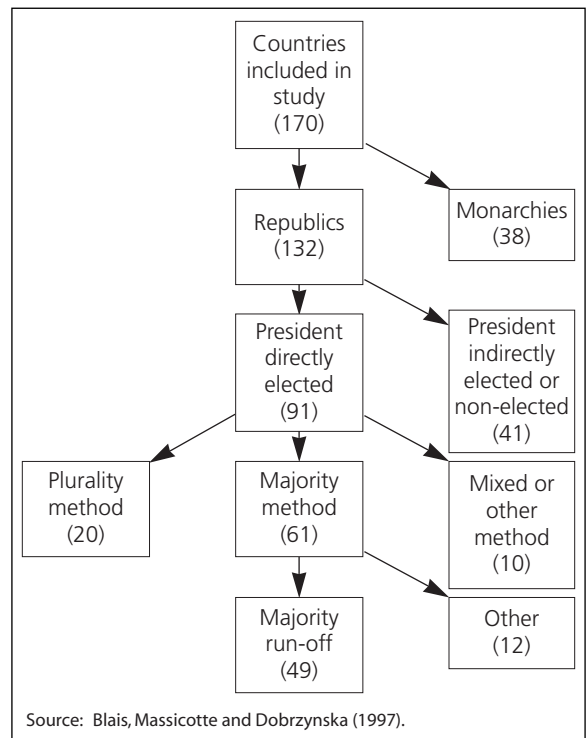 Countries
included in
study
(170)
Republics
(132)
Monarchies
(38)
President
directly
elected
(91)
President
indirectly
elected or
non-elected
(41)
Plurality
method
(20)
Majority
method
(61)
Mixed or
other
method
(10)
Majority
run-off
(49)
Other
(12)
Source: Blais, Massicotte and Dobrzynska (1997).